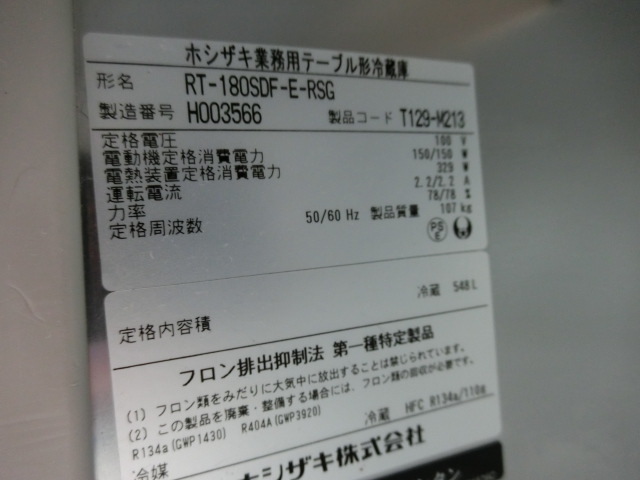 ホシザキ業務用テーブル形冷蔵庫
形名 RT-180SDF-E-RSG
製造番号 H003566 製品コード T129-M213
定格電圧 100 V
電動機定格消費電力 150/150 W
電熱装置定格消費電力 329 W
運転電流 2.2/2.2 A
力率 78/78 %
定格周波数 50/60 Hz 製品質量 107 kg
PS
E
定格内容積 冷蔵 548 L
フロン排出抑制法 第一種特定製品
(1) フロン類をみだりに大気中に放出することは禁じられています。
(2) この製品を廃棄・整備する場合には、フロン類の回収が必要です。
R134a(GWP1430) R404A(GWP3920)
冷媒 冷蔵 HFC R134a/110g
ホシザキ株式会社